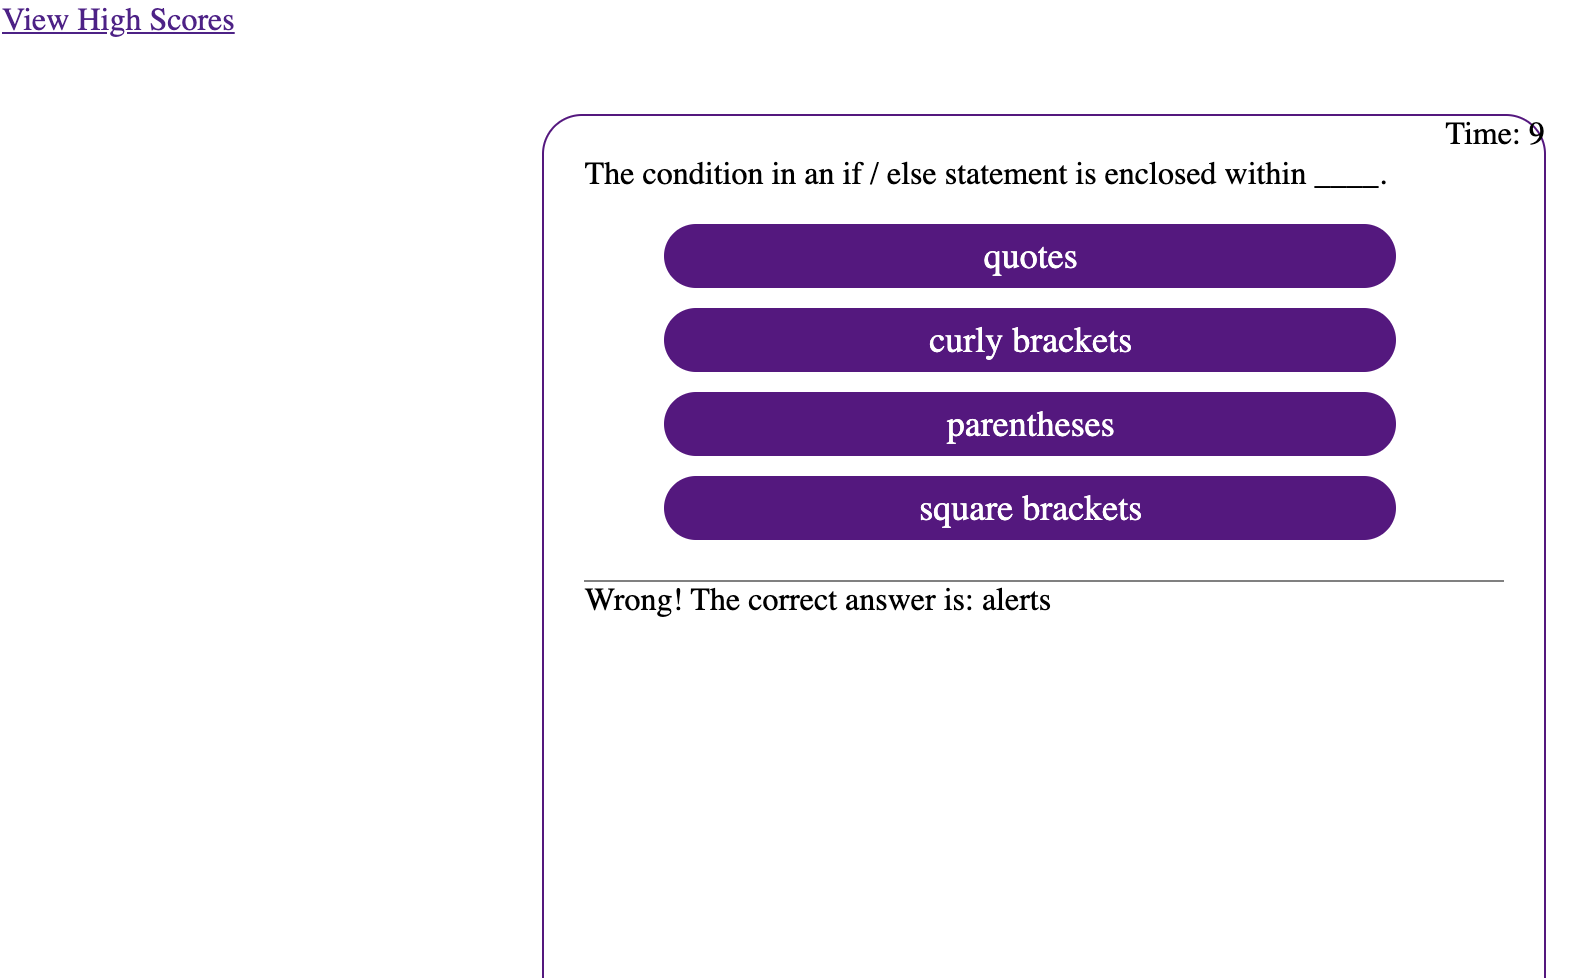 View High Scores
Time: 9
The condition in an if / else statement is enclosed within ____.
quotes
curly brackets
parentheses
square brackets
Wrong! The correct answer is: alerts